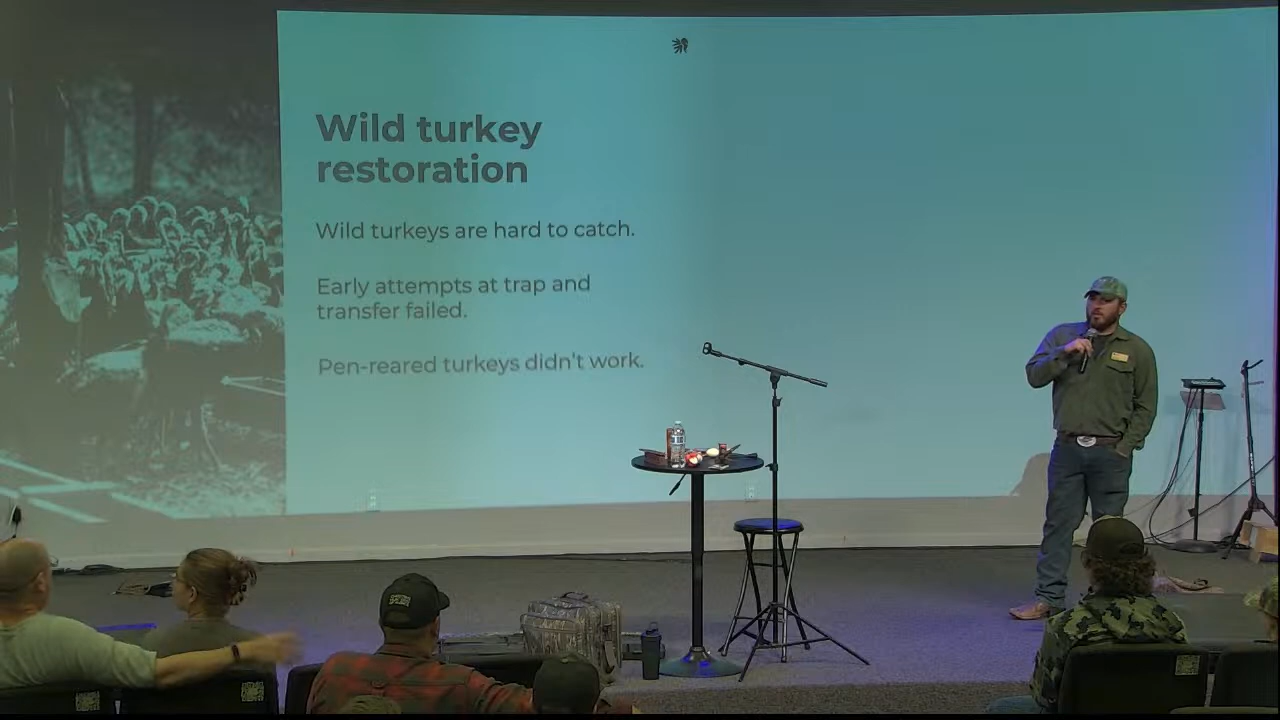 Wild turkey
restoration
Wild turkeys are hard to catch.
Early attempts at trap and
transfer failed.
Pen-reared turkeys didn't work.